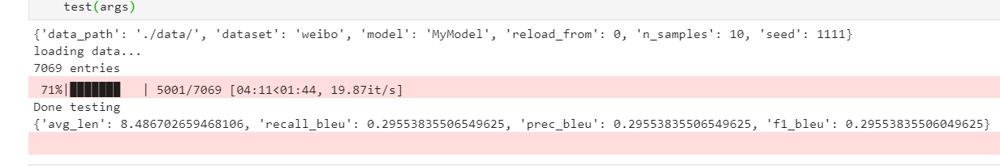 test(args)
{'data_path': './data/', 'dataset': 'weibo', 'model': 'MyModel', 'reload_from': 0, 'n_samples': 10, 'seed': 1111}
loading data...
7069 entries
71%|███████   | 5001/7069 [04:11<01:44, 19.87it/s]
Done testing
{'avg_len': 8.486702659468106, 'recall_bleu': 0.29553835506549625, 'prec_bleu': 0.29553835506549625, 'f1_bleu': 0.29553835506049625}